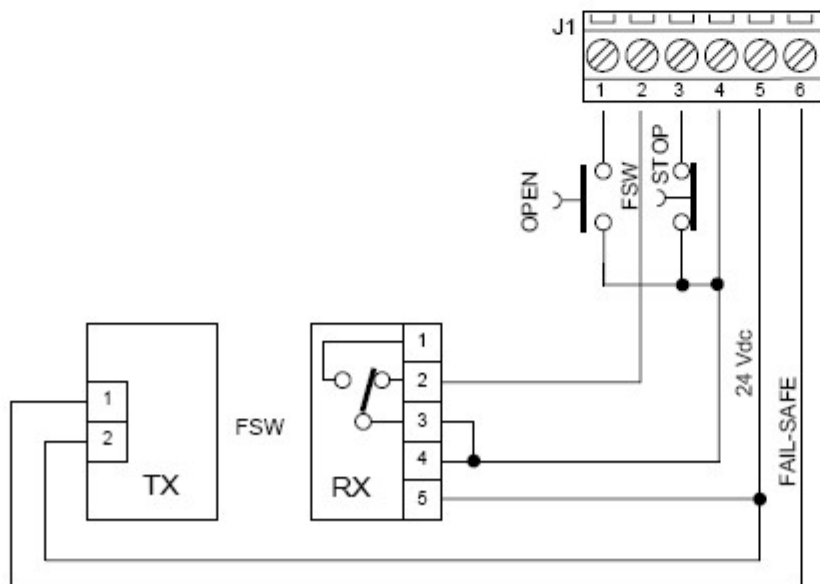 J1
1 2 3 4 5 6
OPEN
FSW
STOP
24 Vdc
FAIL-SAFE
1
2
TX
FSW
RX
1
2
3
4
5